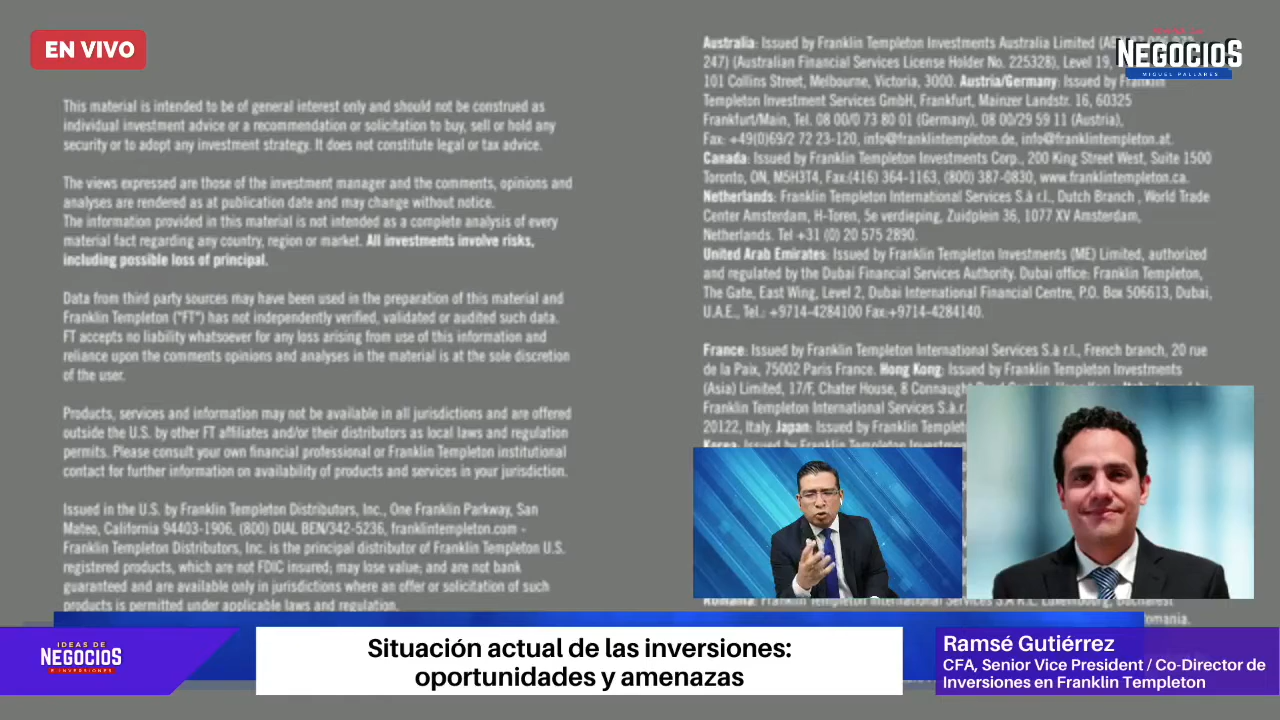 EN VIVO
This material is intended to be of general interest only and should not be construed as
individual investment advice or a recommendation or solicitation to buy, sell or hold any
security or to adopt any investment strategy. It does not constitute legal or tax advice.
The views expressed are those of the investment manager and the comments, opinions and
analyses are rendered as at publication date and may change without notice.
The information provided in this material is not intended as a complete analysis of every
material fact regarding any country, region or market. All investments involve risks,
including possible loss of principal.
Data from third party sources may have been used in the preparation of this material and
Franklin Templeton ("FT") has not independently verified, validated or audited such data.
FT accepts no liability whatsoever for any loss arising from use of this information and
reliance upon the comments opinions and analyses in the material is at the sole discretion
of the user.
Products, services and information may not be available in all jurisdictions and are offered
outside the U.S. by other FT affiliates and/or their distributors as local laws and regulation
permits. Please consult your own financial professional or Franklin Templeton institutional
contact for further information on availability of products and services in your jurisdiction.
Issued in the U.S. by Franklin Templeton Distributors, Inc., One Franklin Parkway, San
Mateo, California 94403-1906, (800) DIAL BEN/342-5236, franklintempleton.com -
Franklin Templeton Distributors, Inc. is the principal distributor of Franklin Templeton U.S.
registered products, which are not FDIC insured; may lose value; and are not bank
guaranteed and are available only in jurisdictions where an offer or solicitation of such
products is permitted under applicable laws and regulation.
Australia: Issued by Franklin Templeton Investments Australia Limited
247) (Australian Financial Services License Holder No. 225328), Level 19,
101 Collins Street, Melbourne, Victoria, 3000. Austria/Germany: Issued by Franklin
Templeton Investment Services GmbH, Frankfurt, Mainzer Landstr. 16, 60325
Frankfurt/Main, Tel. 08 00/0 73 80 01 (Germany), 08 00/29 59 11 (Austria),
Fax: +49(0)69/2 72 23-120, info@franklintempleton.de, info@franklintempleton.at.
Canada: Issued by Franklin Templeton Investments Corp., 200 King Street West, Suite 1500
Toronto, ON, M5H3T4, Fax:(416) 364-1163, (800) 387-0830, www.franklintempleton.ca.
Netherlands: Franklin Templeton International Services S.à r.l., Dutch Branch , World Trade
Center Amsterdam, H-Toren, 5e verdieping, Zuidplein 36, 1077 XV Amsterdam,
Netherlands. Tel +31 (0) 20 575 2890.
United Arab Emirates: Issued by Franklin Templeton Investments (ME) Limited, authorized
and regulated by the Dubai Financial Services Authority. Dubai office: Franklin Templeton,
The Gate, East Wing, Level 2, Dubai International Financial Centre, P.O. Box 506613, Dubai,
U.A.E., Tel.: +9714-4284100 Fax:+9714-4284140.
France: Issued by Franklin Templeton International Services S.à r.l., French branch, 20 rue
de la Paix, 75002 Paris France. Hong Kong: Issued by Franklin Templeton Investments
(Asia) Limited, 17/F, Chater House, 8 Connaught
Franklin Templeton International Services S.à r.
20122, Italy. Japan: Issued by Franklin
Korea: Issued by Franklin Templeton
Romania: Franklin Templeton International Services
NEGOCIOS
MIGUEL PALLARES
IDEAS DE
NEGOCIOS
E INVERSIONES
Situación actual de las inversiones:
oportunidades y amenazas
Ramsé Gutiérrez
CFA, Senior Vice President / Co-Director de
Inversiones en Franklin Templeton